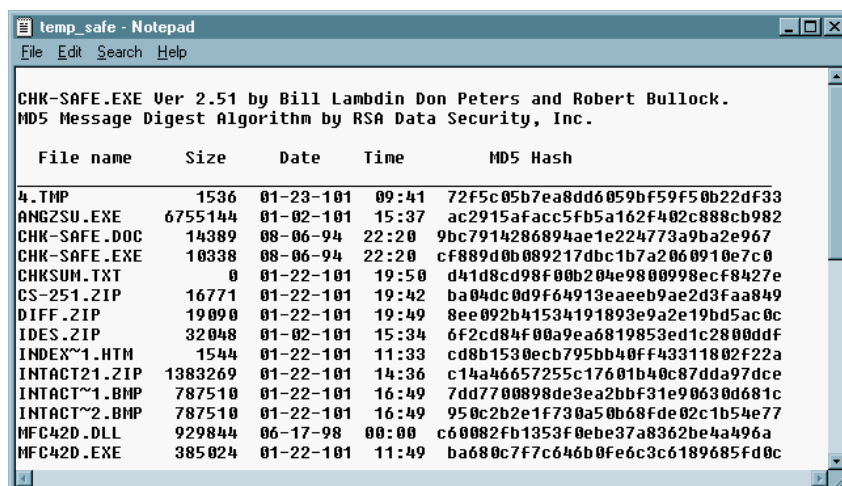 temp_safe - Notepad
File Edit Search Help
CHK-SAFE.EXE Ver 2.51 by Bill Lambdin Don Peters and Robert Bullock.
MD5 Message Digest Algorithm by RSA Data Security, Inc.
File name Size Date Time MD5 Hash
4.TMP 1536 01-23-101 09:41 72f5c05b7ea8dd6059bf59f50b22df33
ANGZSU.EXE 6755144 01-02-101 15:37 ac2915afacc5fb5a162f402c888cb982
CHK-SAFE.DOC 14389 08-06-94 22:20 9bc7914286894ae1e224773a9ba2e967
CHK-SAFE.EXE 10338 08-06-94 22:20 cf889d0b089217dbc1b7a2060910e7c0
CHKSUM.TXT 0 01-22-101 19:50 d41d8cd98f00b204e9800998ecf8427e
CS-251.ZIP 16771 01-22-101 19:42 ba04dc0d9f64913eaeeb9ae2d3faa849
DIFF.ZIP 19090 01-22-101 19:49 8ee092b41534191893e9a2e19bd5ac0c
IDES.ZIP 32048 01-02-101 15:34 6f2cd84f00a9ea6819853ed1c2800ddf
INDEX~1.HTM 1544 01-22-101 11:33 cd8b1530ecb795bb40ff43311802f22a
INTACT21.ZIP 1383269 01-22-101 14:36 c14a46657255c17601b40c87dda97dce
INTACT~1.BMP 787510 01-22-101 16:49 7dd7700898de3ea2bbf31e90630d681c
INTACT~2.BMP 787510 01-22-101 16:49 950c2b2e1f730a50b68fde02c1b54e77
MFC42D.DLL 929844 06-17-98 00:00 c60082fb1353f0ebe37a8362be4a496a
MFC42D.EXE 385024 01-22-101 11:49 ba680c7f7c646b0fe6c3c6189685fd0c